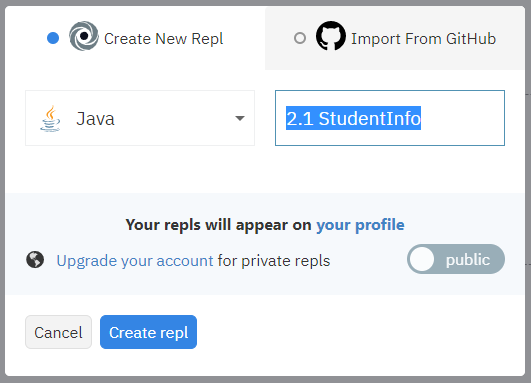 Create New Repl
Import From GitHub
Java
2.1 StudentInfo
Your repls will appear on your profile
Upgrade your account for private repls
public
Cancel
Create repl